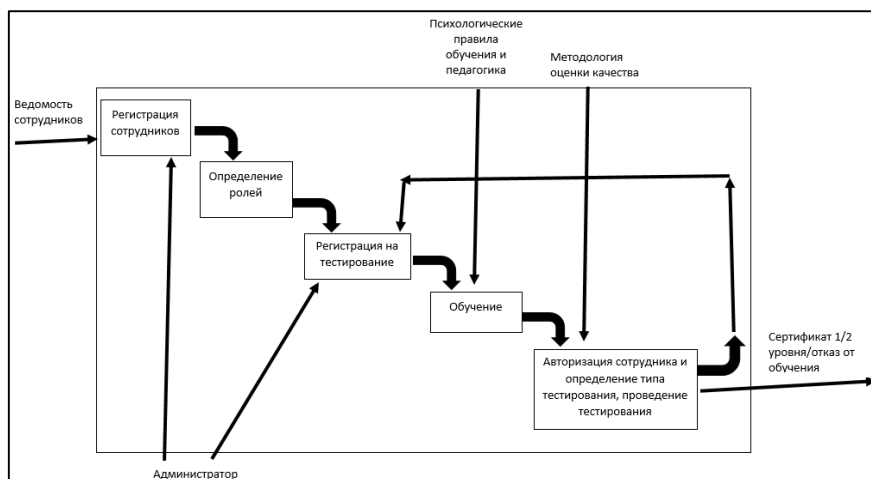 Психологические
правила
обучения и
педагогика
Методология
оценки качества
Ведомость
сотрудников
Регистрация
сотрудников
Определение
ролей
Регистрация на
тестирование
Обучение
Авторизация сотрудника и
определение типа
тестирования, проведение
тестирования
Сертификат 1/2
уровня/отказ от
обучения
Администратор